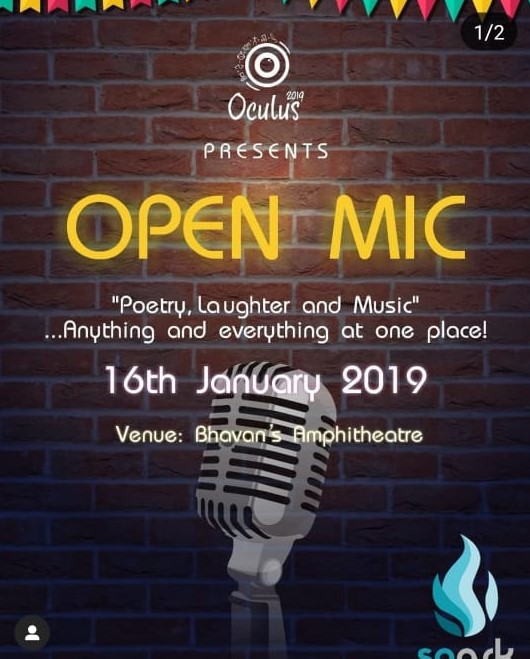 1/2
2019
Oculus
PRESENTS
OPEN MIC
"Poetry, Laughter and Music"
...Anything and everything at one place!
16th January 2019
Venue: Bhavan's Amphitheatre